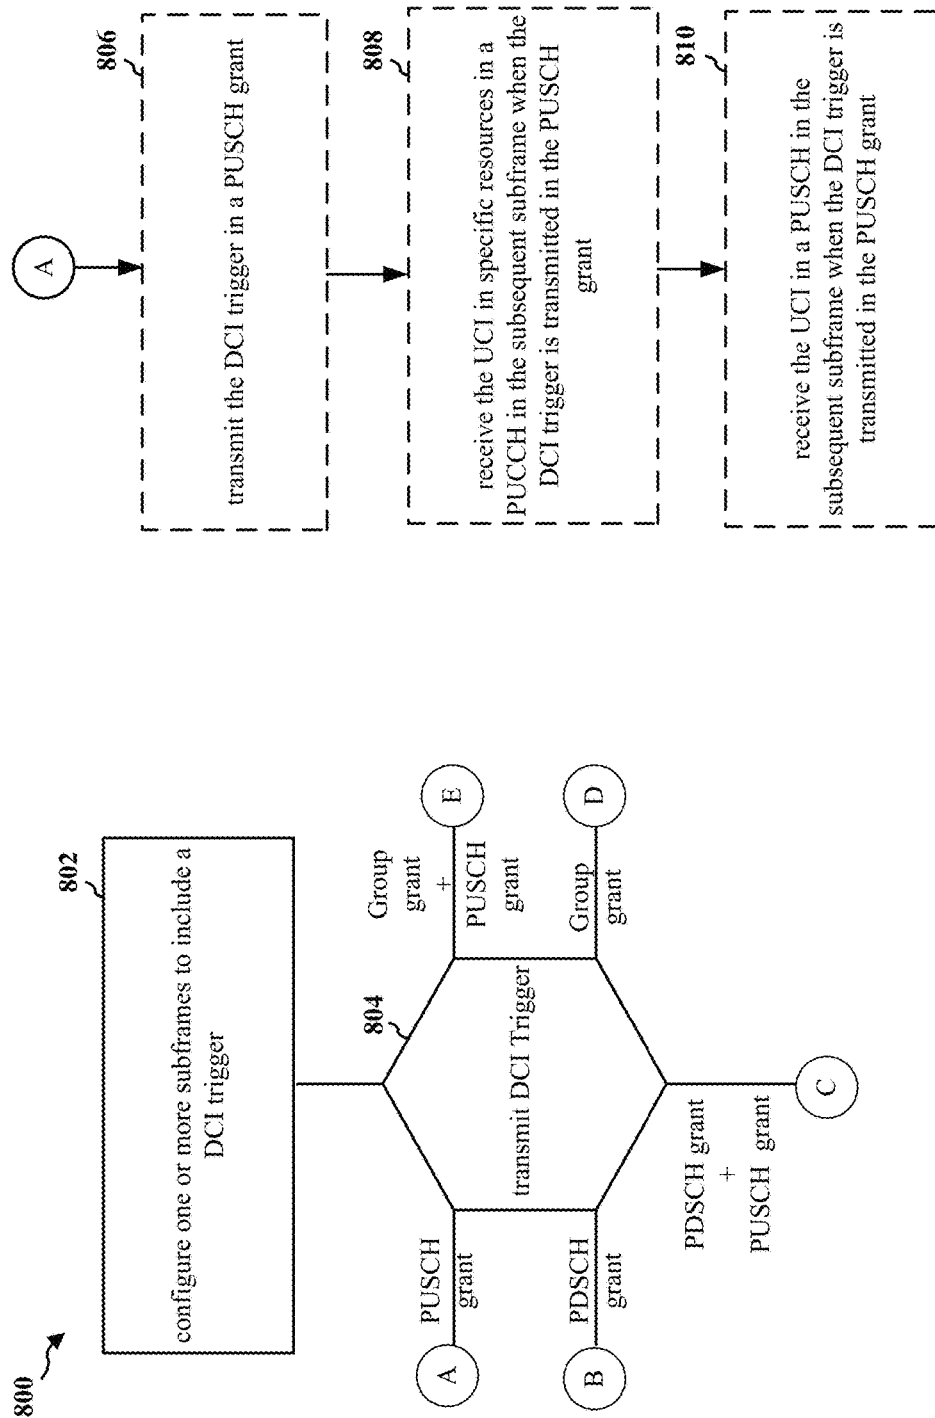 800
802
configure one or more subframes to include a
DCI trigger
804
transmit DCI Trigger
A
PUSCH
grant
B
PDSCH
grant
C
PDSCH grant
+
PUSCH grant
D
Group
grant
E
Group
grant
+
PUSCH
grant
A
806
transmit the DCI trigger in a PUSCH grant
808
receive the UCI in specific resources in a
PUCCH in the subsequent subframe when the
DCI trigger is transmitted in the PUSCH
grant
810
receive the UCI in a PUSCH in the
subsequent subframe when the DCI trigger is
transmitted in the PUSCH grant